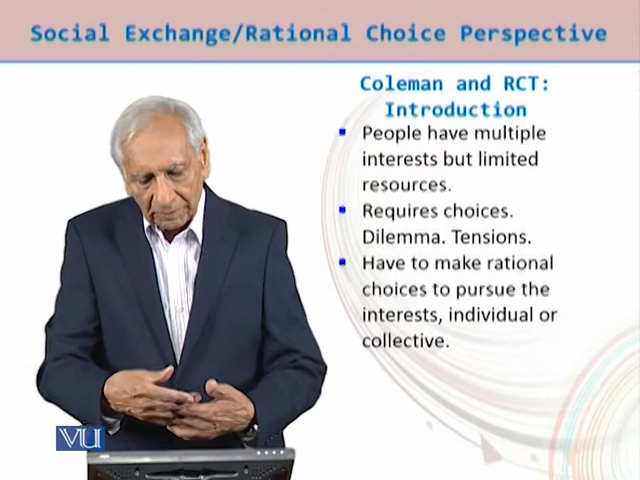 Social Exchange/Rational Choice Perspective
Coleman and RCT:
Introduction
People have multiple
interests but limited
resources.
Requires choices.
Dilemma. Tensions.
Have to make rational
choices to pursue the
interests, individual or
collective.
VU